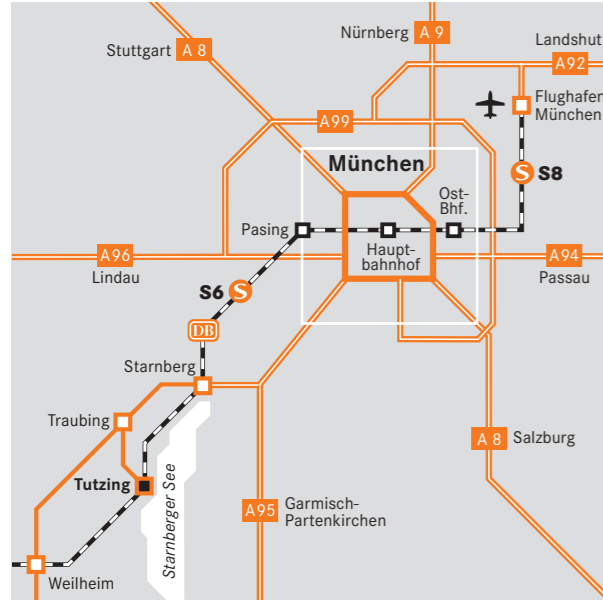 Nürnberg
A 9
Landshut
Stuttgart
A 8
A92
Flughafen
München
A99
München
S
S8
Ost-
Bhf.
Pasing
Haupt-
bahnhof
A96
Lindau
A94
Passau
S6
S
DB
Starnberg
Traubing
A 8
Salzburg
Tutzing
Starnberger See
A95
Garmisch-
Partenkirchen
Weilheim